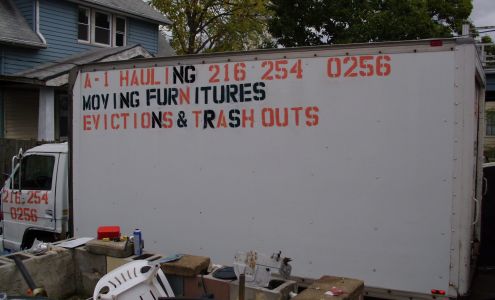 A-1 HAULING 216 254 0256
MOVING FURNITURES
EVICTIONS & TRASH OUTS
216 254
0256